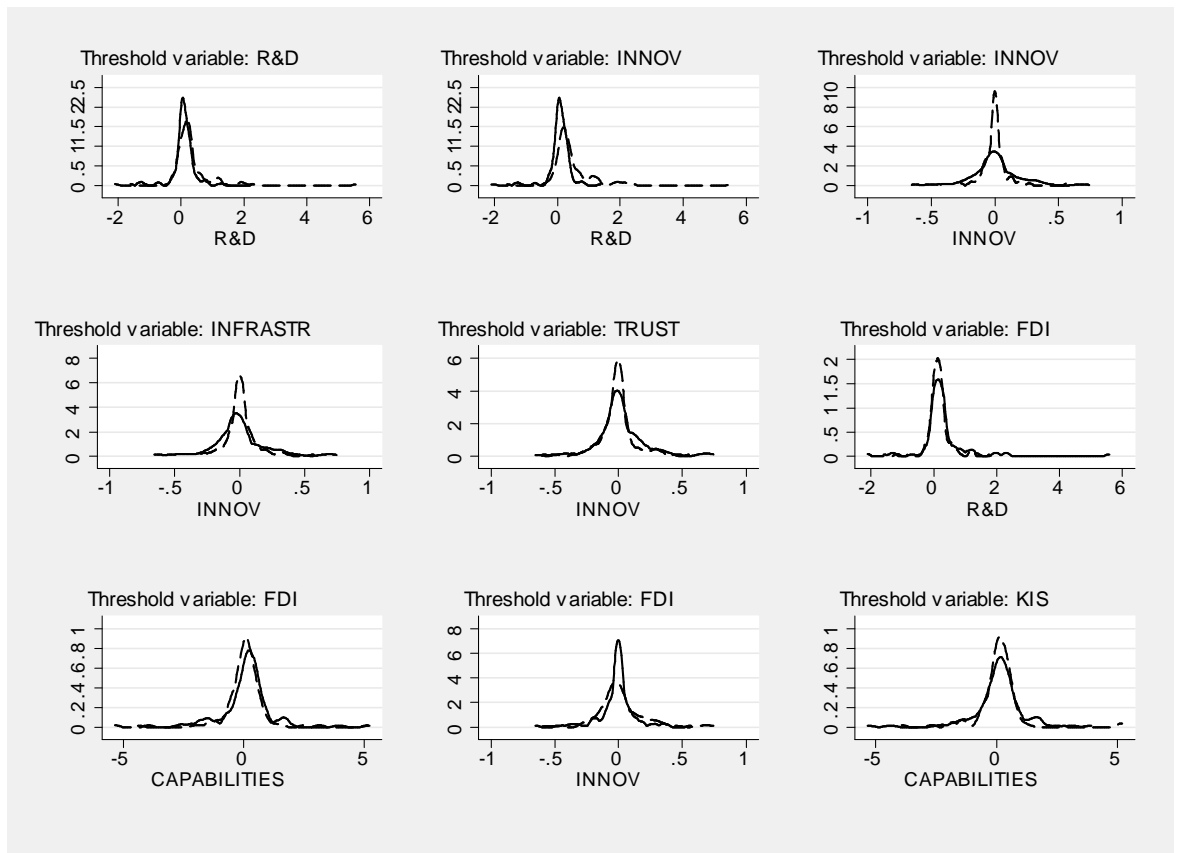 Threshold variable: R&D
2.5
2
1.5
1
.5
0
-2 0 2 4 6
R&D
Threshold variable: INNOV
2.5
2
1.5
1
.5
0
-2 0 2 4 6
R&D
Threshold variable: INNOV
10
8
6
4
2
0
-1 -.5 0 .5 1
INNOV
Threshold variable: INFRASTR
8
6
4
2
0
-1 -.5 0 .5 1
INNOV
Threshold variable: TRUST
6
4
2
0
-1 -.5 0 .5 1
INNOV
Threshold variable: FDI
2
1.5
1
.5
0
-2 0 2 4 6
R&D
Threshold variable: FDI
1
.8
.6
.4
.2
0
-5 0 5
CAPABILITIES
Threshold variable: FDI
8
6
4
2
0
-1 -.5 0 .5 1
INNOV
Threshold variable: KIS
1
.8
.6
.4
.2
0
-5 0 5
CAPABILITIES